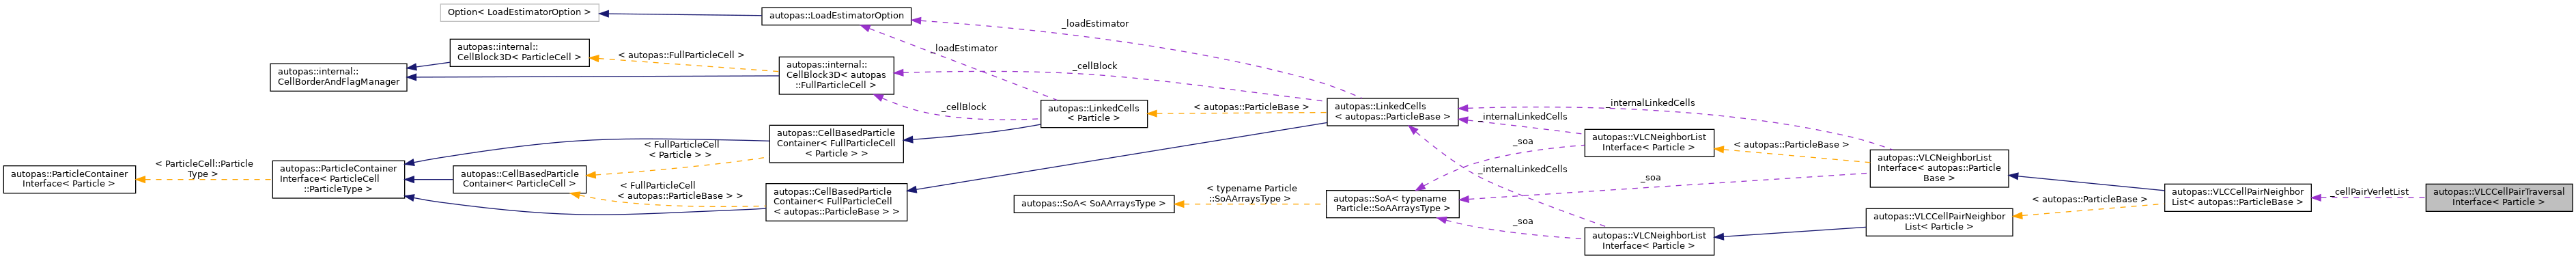 Option< LoadEstimatorOption >
autopas::LoadEstimatorOption
_loadEstimator
autopas::internal::
CellBlock3D< ParticleCell >
< autopas::FullParticleCell >
_loadEstimator
autopas::internal::
CellBorderAndFlagManager
autopas::internal::
CellBlock3D< autopas
::FullParticleCell >
_cellBlock
_cellBlock
autopas::LinkedCells
< Particle >
< autopas::ParticleBase >
autopas::LinkedCells
< autopas::ParticleBase >
_internalLinkedCells
_internalLinkedCells
autopas::CellBasedParticle
Container< FullParticleCell
< Particle > >
< FullParticleCell
< Particle > >
_soa
autopas::VLCNeighborList
Interface< Particle >
< autopas::ParticleBase >
autopas::VLCNeighborList
Interface< autopas::Particle
Base >
autopas::ParticleContainer
Interface< Particle >
< ParticleCell::Particle
Type >
autopas::ParticleContainer
Interface< ParticleCell
::ParticleType >
autopas::CellBasedParticle
Container< ParticleCell >
_internalLinkedCells
_soa
< FullParticleCell
< autopas::ParticleBase > >
autopas::CellBasedParticle
Container< FullParticleCell
< autopas::ParticleBase > >
autopas::SoA< SoAArraysType >
< typename Particle
::SoAArraysType >
autopas::SoA< typename
Particle::SoAArraysType >
_soa
autopas::VLCNeighborList
Interface< Particle >
autopas::VLCCellPairNeighbor
List< Particle >
< autopas::ParticleBase >
autopas::VLCCellPairNeighbor
List< autopas::ParticleBase >
_cellPairVerletList
autopas::VLCCellPairTraversal
Interface< Particle >